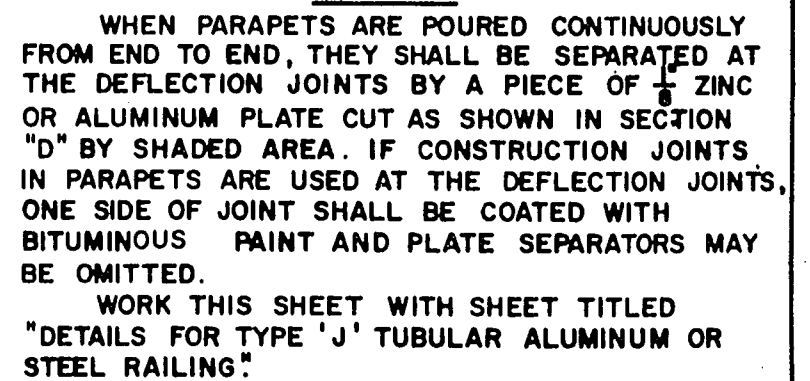 WHEN PARAPETS ARE POURED CONTINUOUSLY
FROM END TO END, THEY SHALL BE SEPARATED AT
THE DEFLECTION JOINTS BY A PIECE OF 1/8" ZINC
OR ALUMINUM PLATE CUT AS SHOWN IN SECTION
"D" BY SHADED AREA. IF CONSTRUCTION JOINTS
IN PARAPETS ARE USED AT THE DEFLECTION JOINTS,
ONE SIDE OF JOINT SHALL BE COATED WITH
BITUMINOUS PAINT AND PLATE SEPARATORS MAY
BE OMITTED.
WORK THIS SHEET WITH SHEET TITLED
"DETAILS FOR TYPE 'J' TUBULAR ALUMINUM OR
STEEL RAILING."